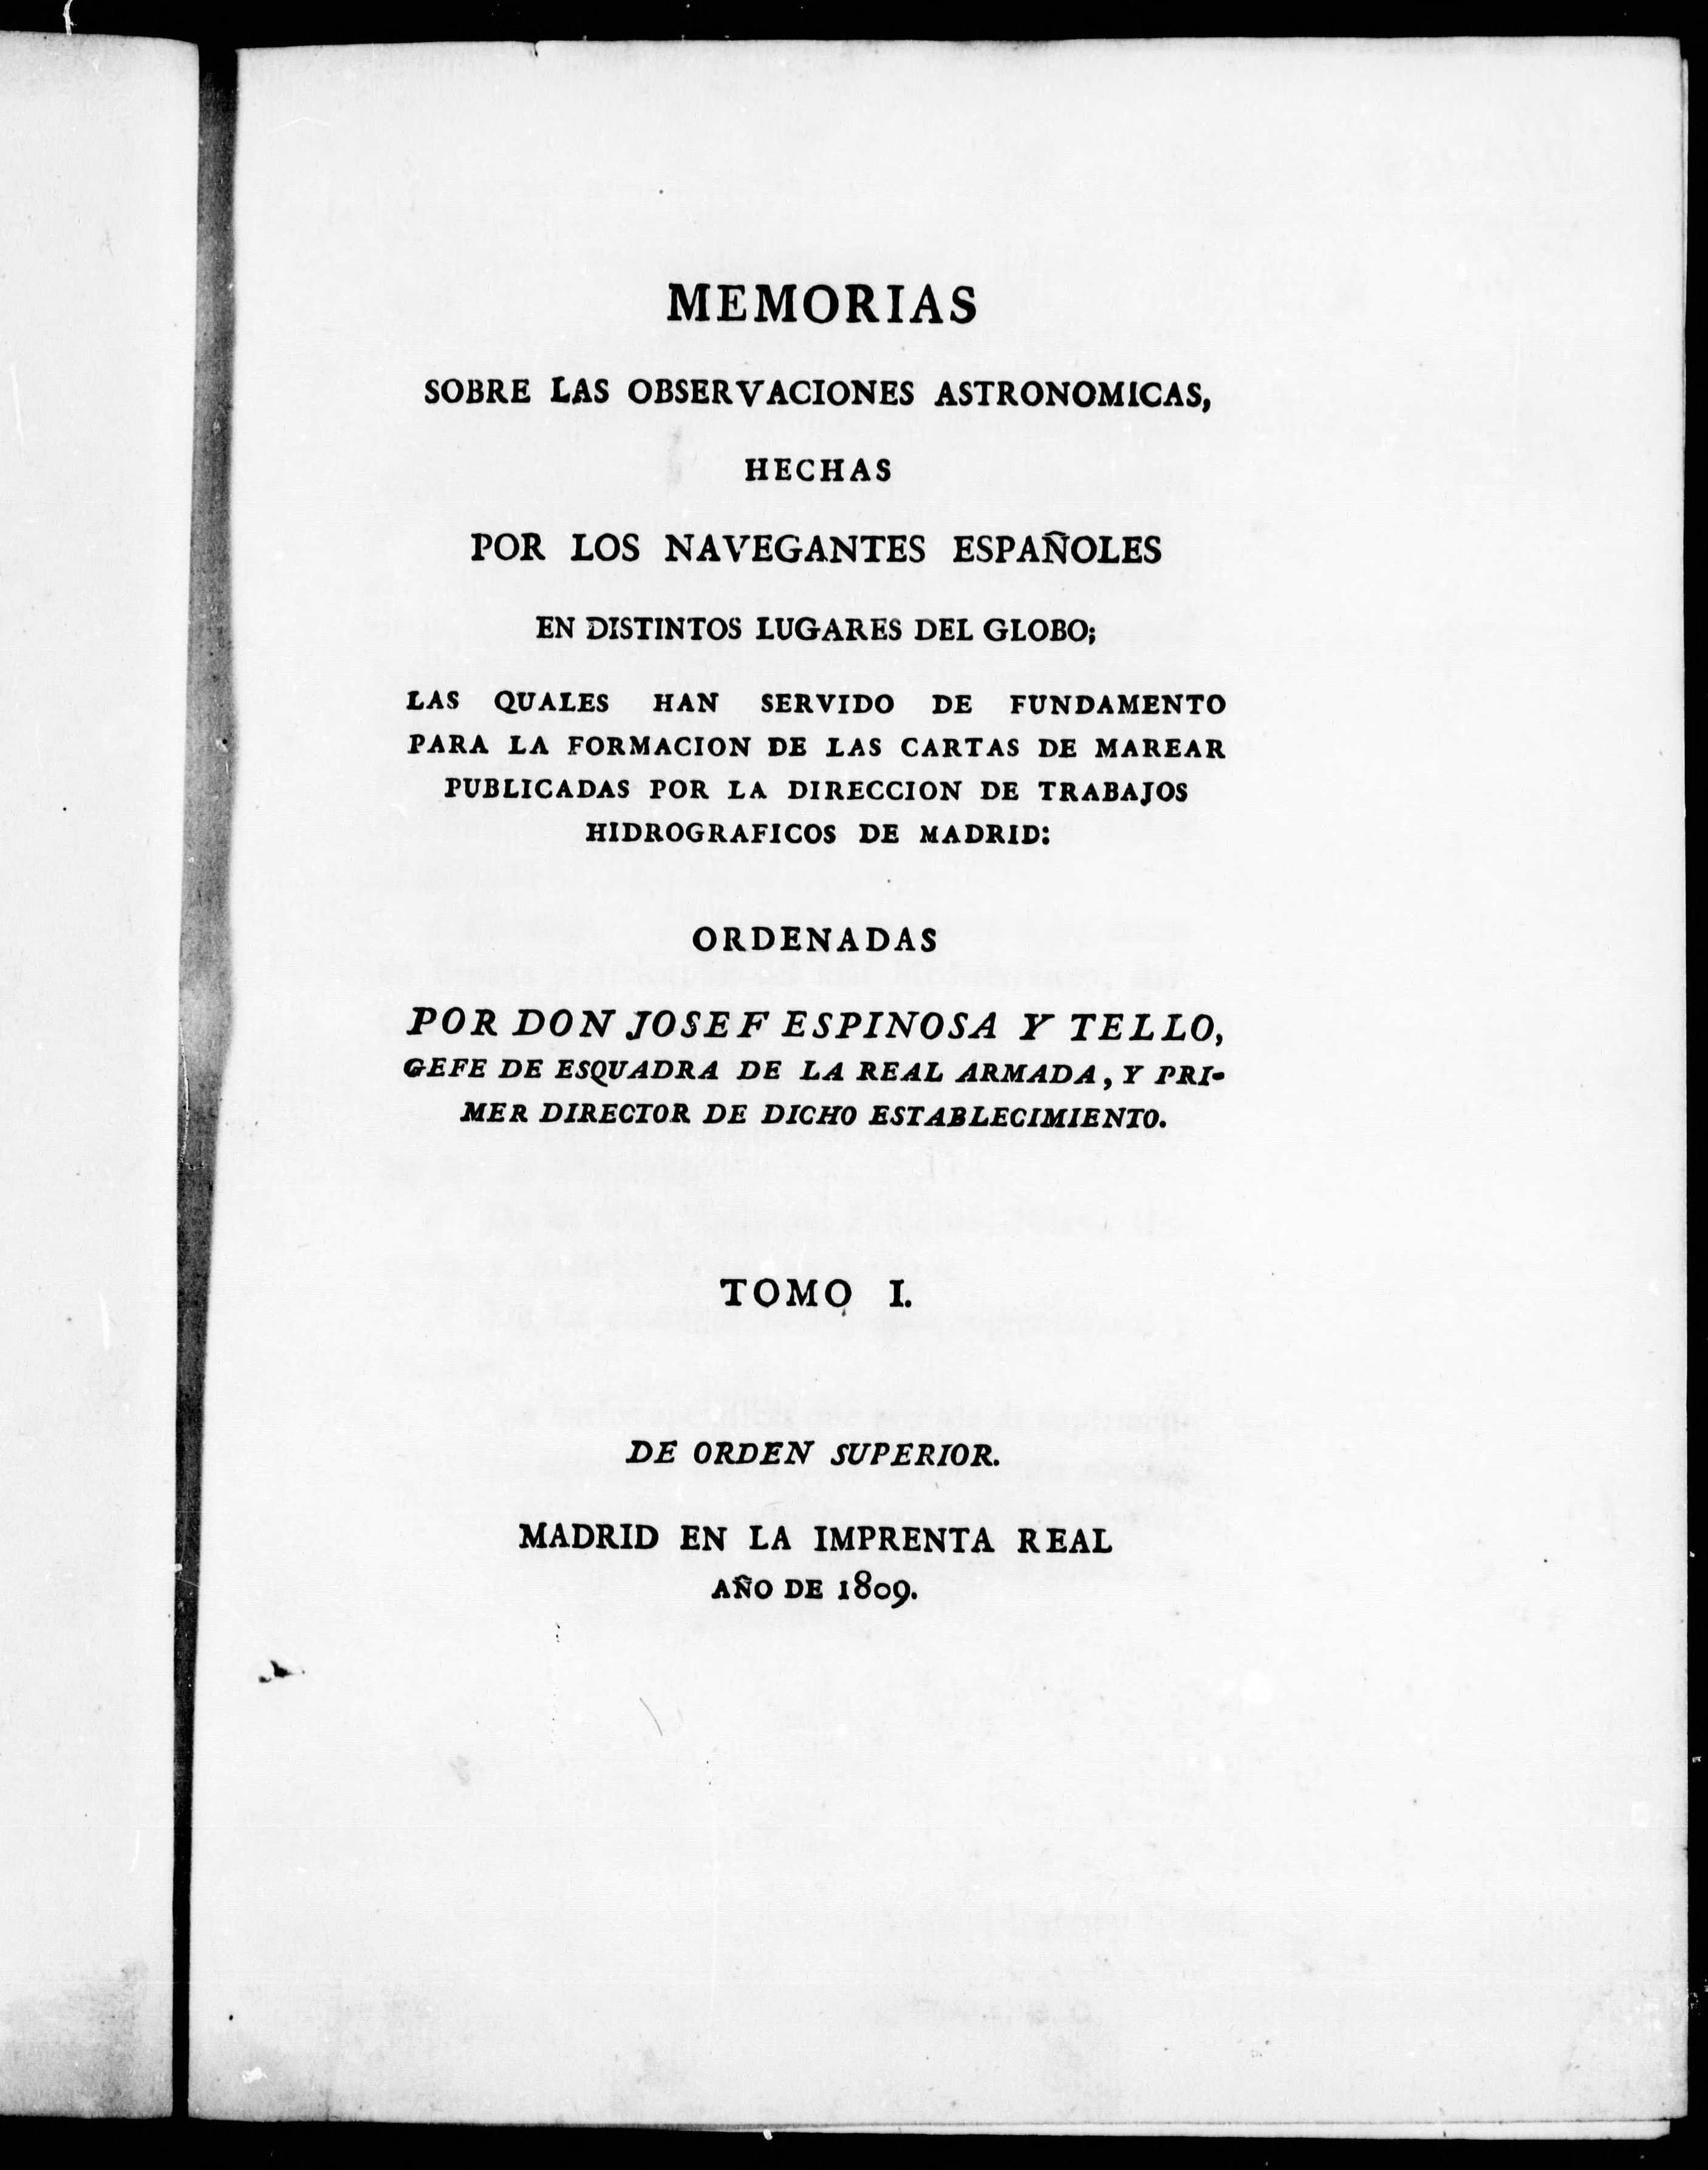 MEMORIAS
SOBRE LAS OBSERVACIONES ASTRONOMICAS,
HECHAS
POR LOS NAVEGANTES ESPAÑOLES
EN DISTINTOS LUGARES DEL GLOBO;
LAS QUALES HAN SERVIDO DE FUNDAMENTO
PARA LA FORMACION DE LAS CARTAS DE MAREAR
PUBLICADAS POR LA DIRECCION DE TRABAJOS
HIDROGRAFICOS DE MADRID:
ORDENADAS
POR DON JOSEF ESPINOSA Y TELLO,
GEFE DE ESQUADRA DE LA REAL ARMADA, Y PRI-
MER DIRECTOR DE DICHO ESTABLECIMIENTO.
TOMO I.
DE ORDEN SUPERIOR.
MADRID EN LA IMPRENTA REAL
AÑO DE 1809.